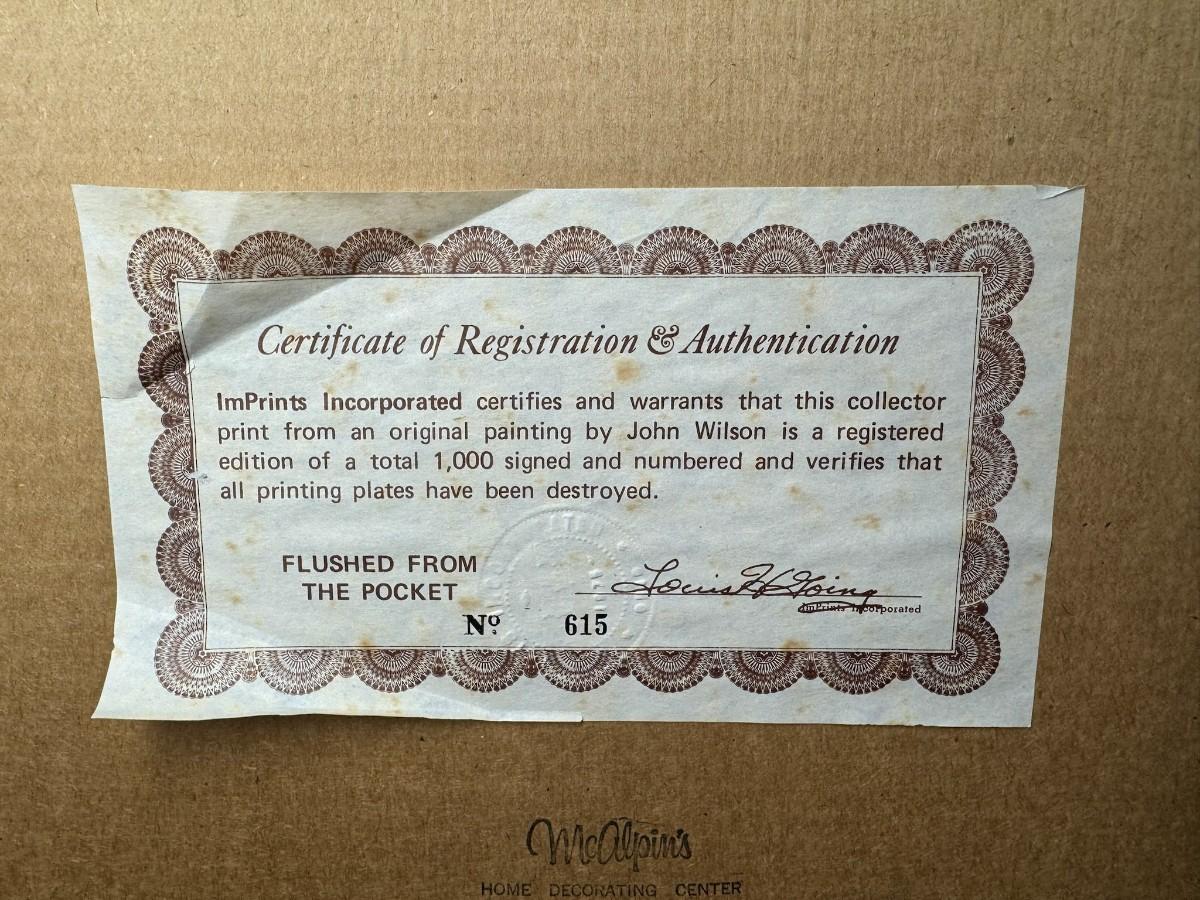 Certificate of Registration & Authentication
ImPrints Incorporated certifies and warrants that this collector
print from an original painting by John Wilson is a registered
edition of a total 1,000 signed and numbered and verifies that
all printing plates have been destroyed.
FLUSHED FROM
THE POCKET
Louis H Going
ImPrints Incorporated
Nº 615
McAlpin's
HOME DECORATING CENTER